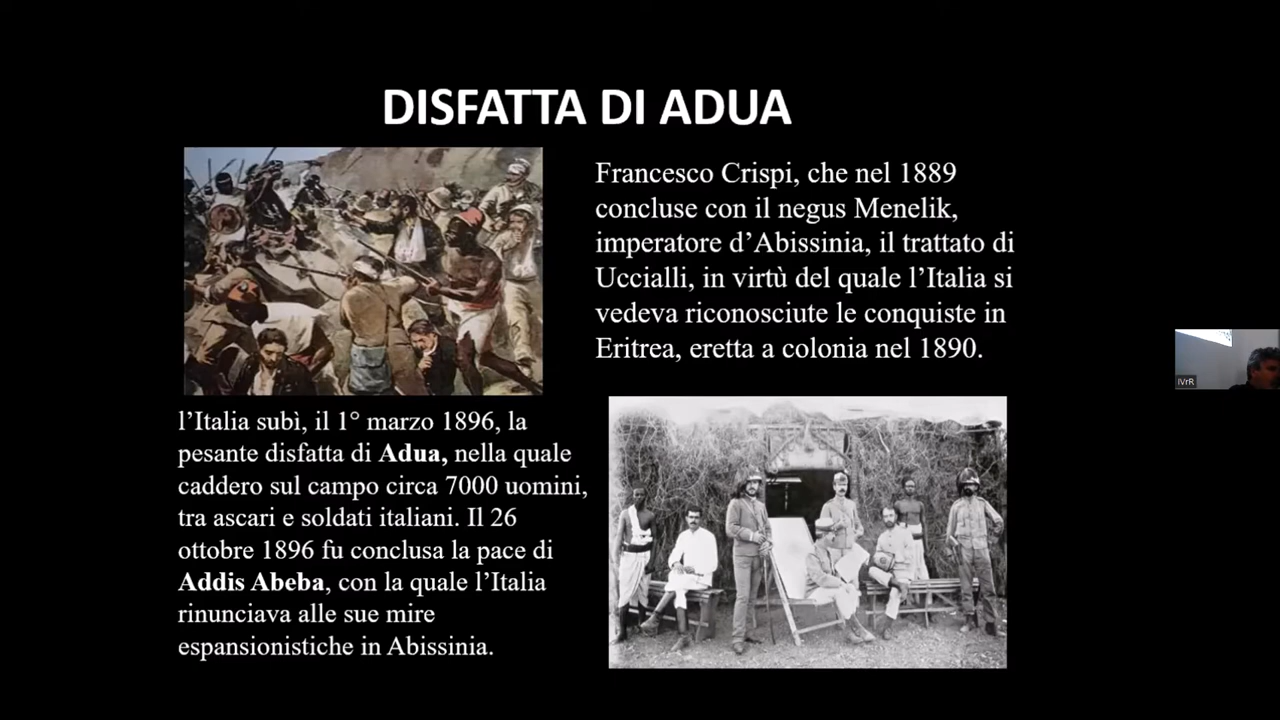 DISFATTA DI ADUA
Francesco Crispi, che nel 1889
concluse con il negus Menelik,
imperatore d’Abissinia, il trattato di
Uccialli, in virtù del quale l’Italia si
vedeva riconosciute le conquiste in
Eritrea, eretta a colonia nel 1890.
l’Italia subì, il 1° marzo 1896, la
pesante disfatta di Adua, nella quale
caddero sul campo circa 7000 uomini,
tra ascari e soldati italiani. Il 26
ottobre 1896 fu conclusa la pace di
Addis Abeba, con la quale l’Italia
rinunciava alle sue mire
espansionistiche in Abissinia.
IVrR